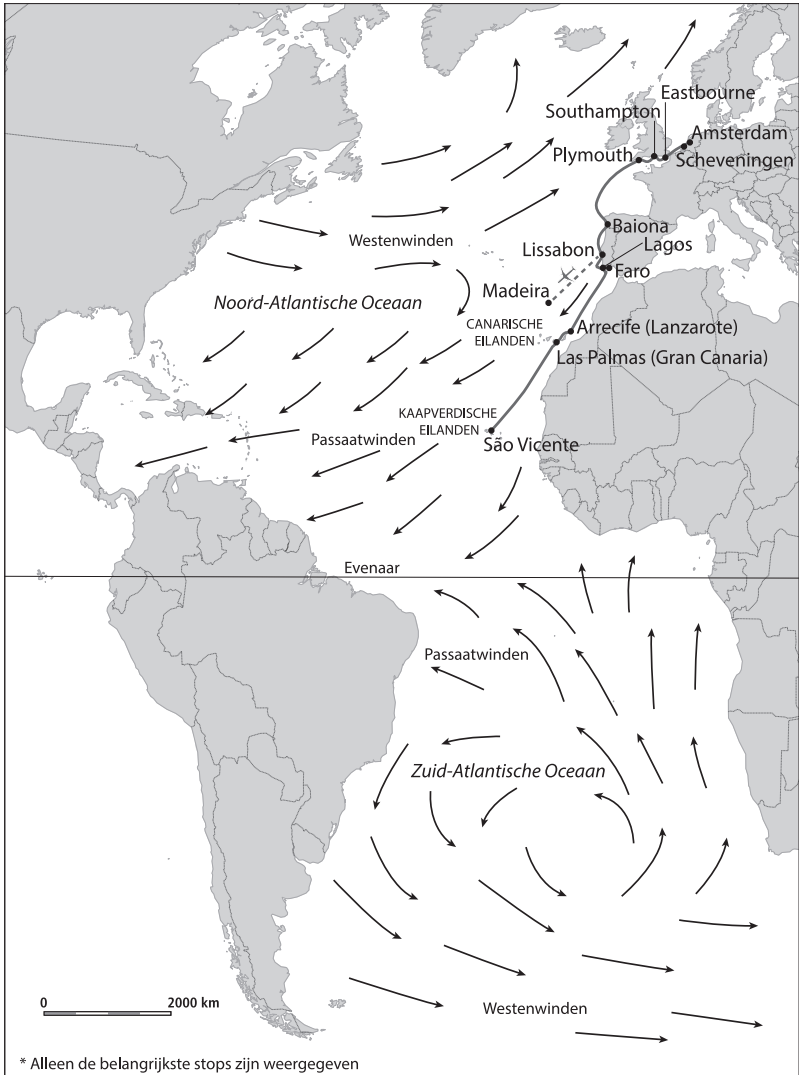 Eastbourne
Southampton
Amsterdam
Plymouth
Scheveningen
Baiona
Westenwinden
Lissabon
Lagos
Faro
Madeira
Noord-Atlantische Oceaan
CANARISCHE
EILANDEN
Arrecife (Lanzarote)
Las Palmas (Gran Canaria)
KAAPVERDISCHE
EILANDEN
Passaatwinden
São Vicente
Evenaar
Passaatwinden
Zuid-Atlantische Oceaan
0 2000 km
Westenwinden
* Alleen de belangrijkste stops zijn weergegeven